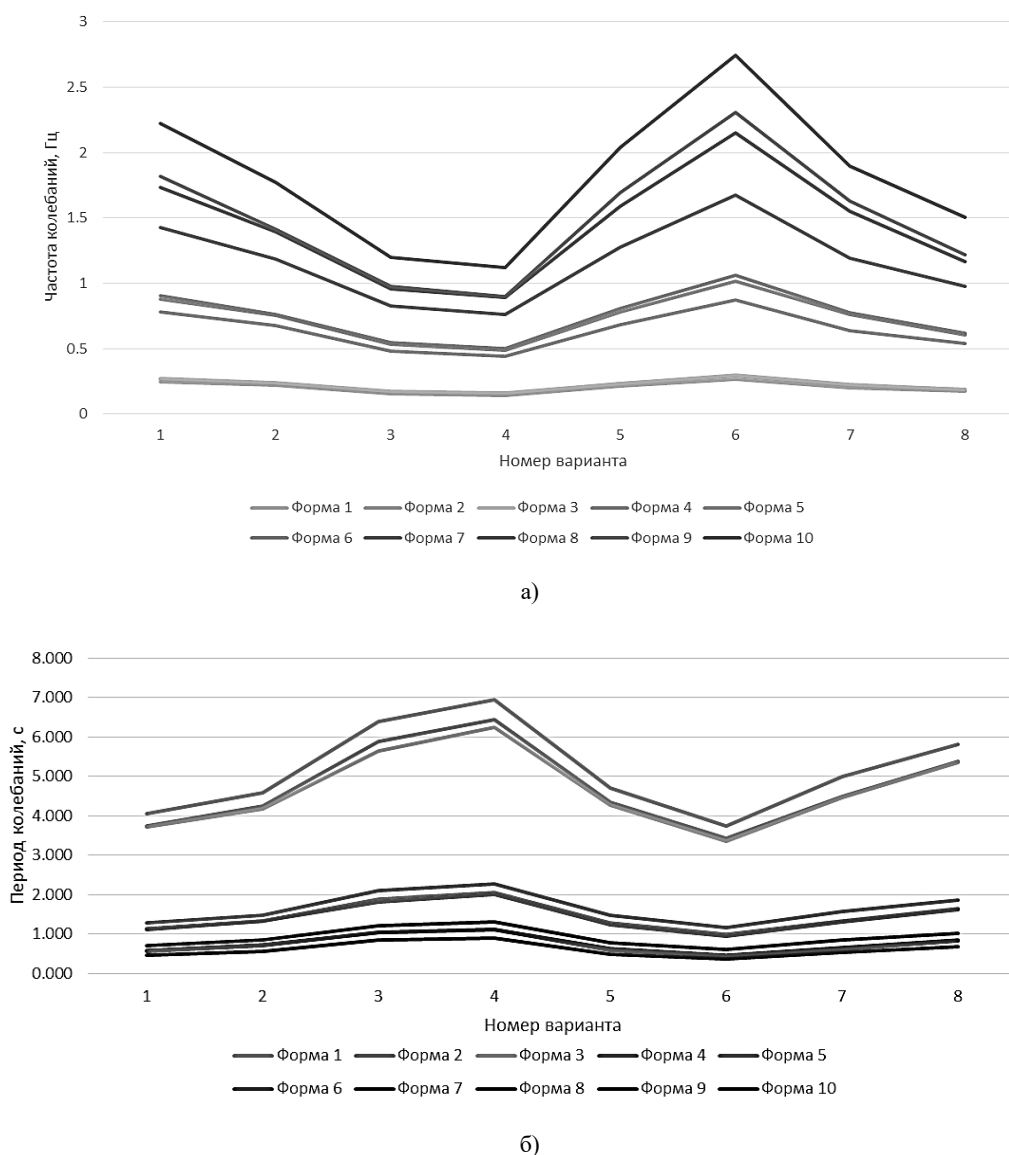 3
2.5
2
1.5
1
0.5
0
Частота колебаний, Гц
1 2 3 4 5 6 7 8
Номер варианта
Форма 1 Форма 2 Форма 3 Форма 4 Форма 5
Форма 6 Форма 7 Форма 8 Форма 9 Форма 10
а)
8.000
7.000
6.000
5.000
4.000
3.000
2.000
1.000
0.000
Период колебаний, с
1 2 3 4 5 6 7 8
Номер варианта
Форма 1 Форма 2 Форма 3 Форма 4 Форма 5
Форма 6 Форма 7 Форма 8 Форма 9 Форма 10
б)